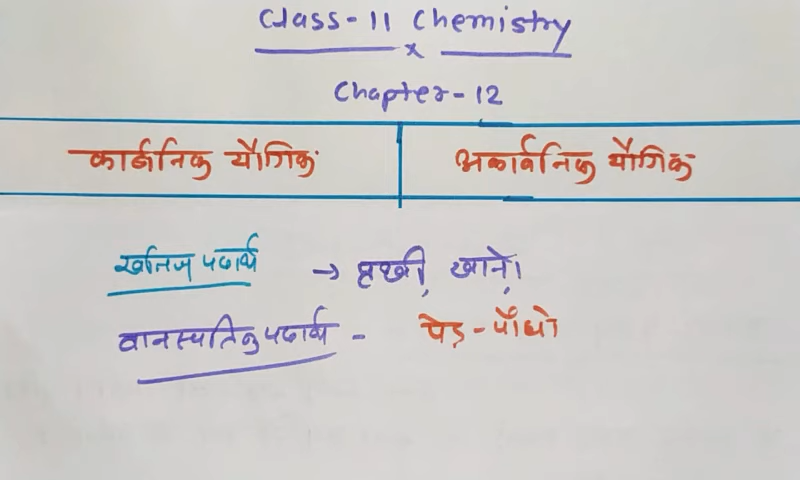 Class-11 Chemistry
x
Chapter-12
कार्बनिक यौगिक
अकार्बनिक यौगिक
खनिज पदार्थ → पृथ्वी, खाने।
वानस्पतिक पदार्थ - पेड़-पौधो